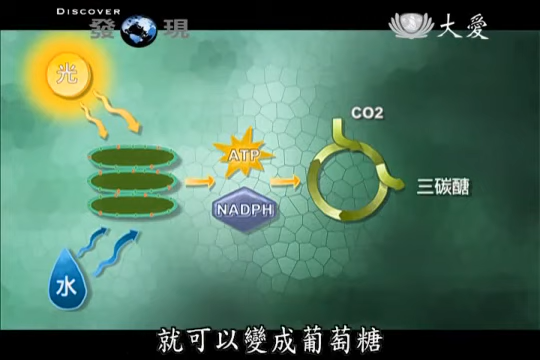 DISCOVER
發現
大愛
光
CO2
ATP
三碳醣
NADPH
水
就可以變成葡萄糖